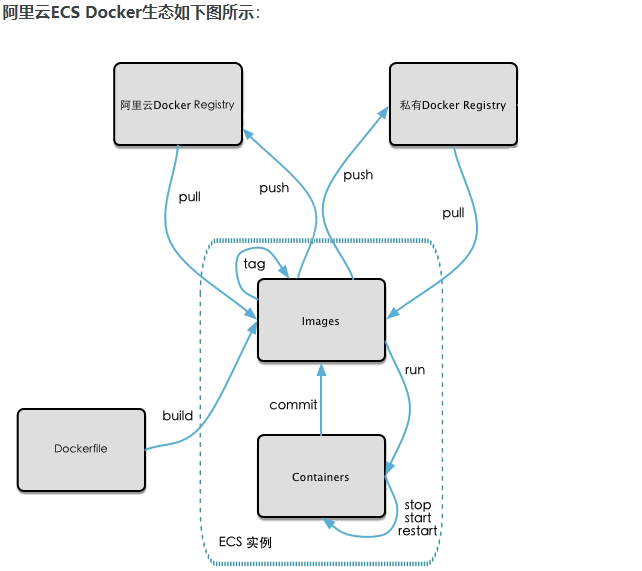 阿里云ECS Docker生态如下图所示：
阿里云Docker Registry
私有Docker Registry
pull
push
push
pull
tag
Images
run
commit
build
Dockerfile
Containers
stop
start
restart
ECS 实例